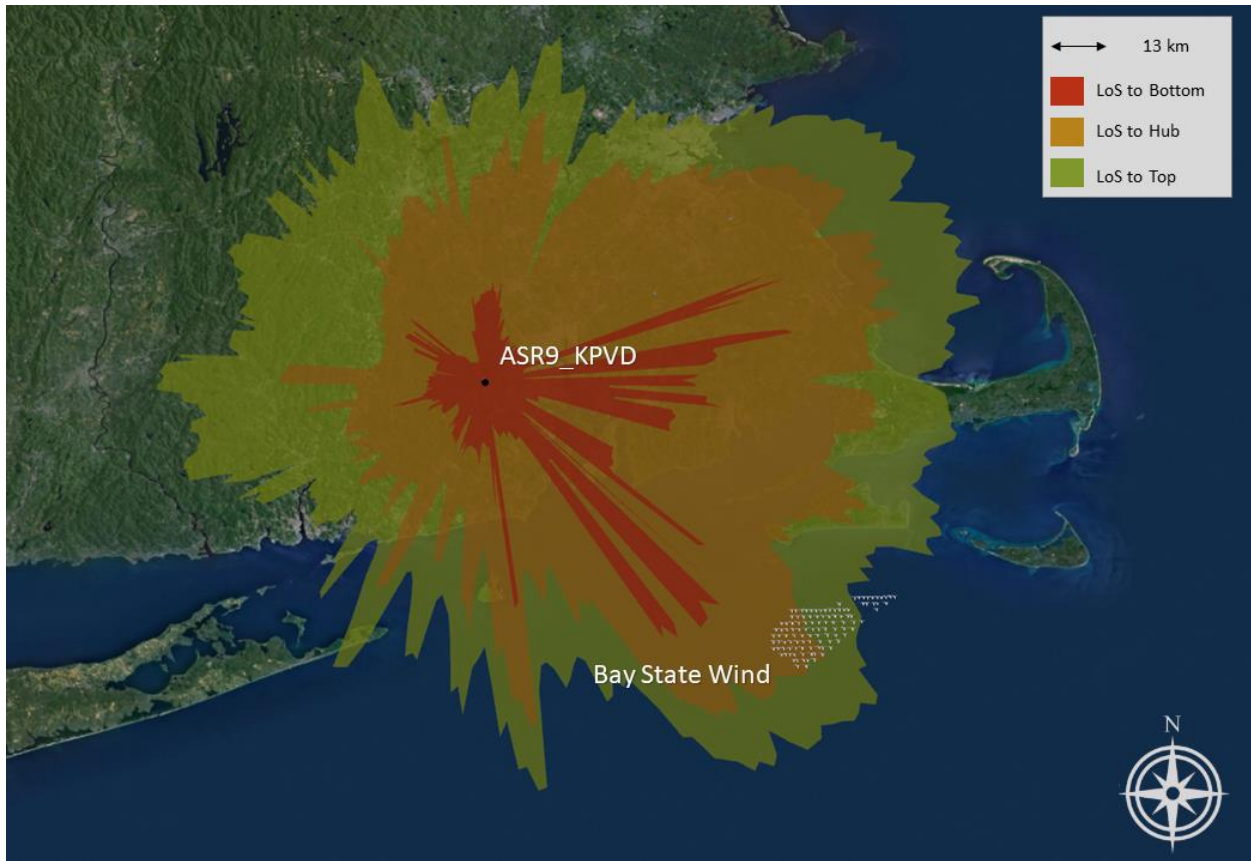 13 km
LoS to Bottom
LoS to Hub
LoS to Top
ASR9_KPVD
Bay State Wind
N